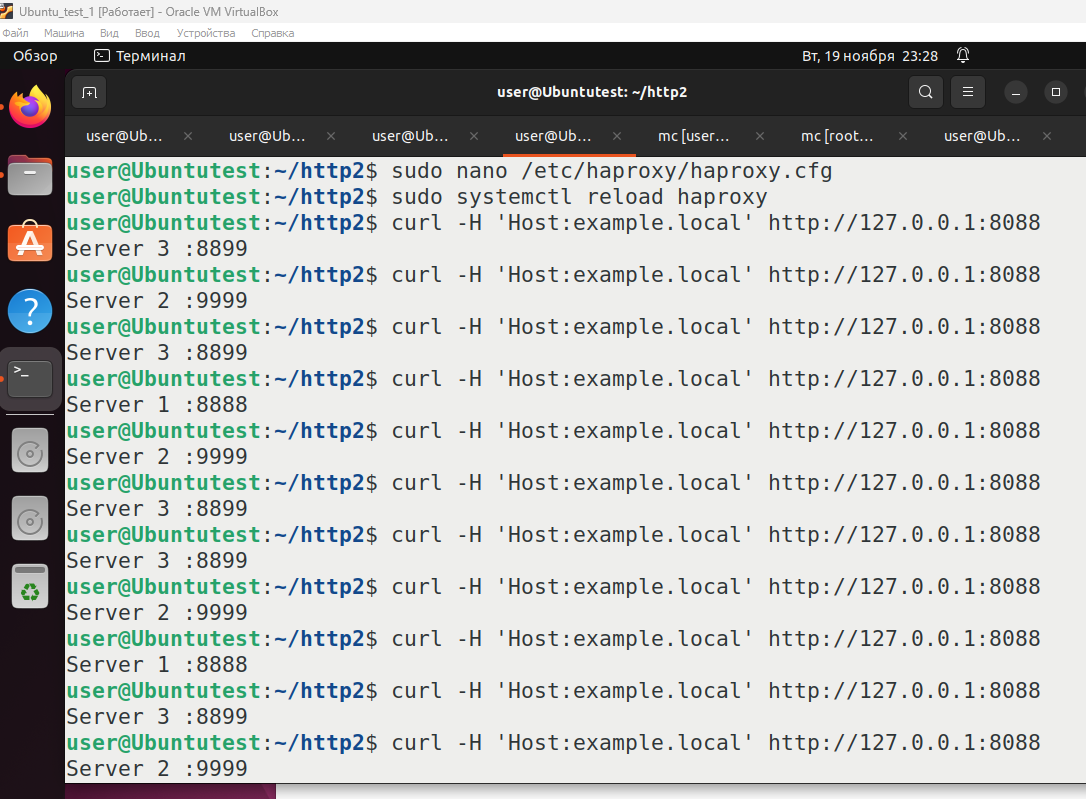 Ubuntu_test_1 [Работает] - Oracle VM VirtualBox
Файл Машина Вид Ввод Устройства Справка
Обзор Терминал Вт, 19 ноября 23:28
user@Ubuntutest: ~/http2
user@Ub... user@Ub... user@Ub... user@Ub... mc [user... mc [root... user@Ub...
user@Ubuntutest:~/http2$ sudo nano /etc/haproxy/haproxy.cfg
user@Ubuntutest:~/http2$ sudo systemctl reload haproxy
user@Ubuntutest:~/http2$ curl -H 'Host:example.local' http://127.0.0.1:8088
Server 3 :8899
user@Ubuntutest:~/http2$ curl -H 'Host:example.local' http://127.0.0.1:8088
Server 2 :9999
user@Ubuntutest:~/http2$ curl -H 'Host:example.local' http://127.0.0.1:8088
Server 3 :8899
user@Ubuntutest:~/http2$ curl -H 'Host:example.local' http://127.0.0.1:8088
Server 1 :8888
user@Ubuntutest:~/http2$ curl -H 'Host:example.local' http://127.0.0.1:8088
Server 2 :9999
user@Ubuntutest:~/http2$ curl -H 'Host:example.local' http://127.0.0.1:8088
Server 3 :8899
user@Ubuntutest:~/http2$ curl -H 'Host:example.local' http://127.0.0.1:8088
Server 3 :8899
user@Ubuntutest:~/http2$ curl -H 'Host:example.local' http://127.0.0.1:8088
Server 2 :9999
user@Ubuntutest:~/http2$ curl -H 'Host:example.local' http://127.0.0.1:8088
Server 1 :8888
user@Ubuntutest:~/http2$ curl -H 'Host:example.local' http://127.0.0.1:8088
Server 3 :8899
user@Ubuntutest:~/http2$ curl -H 'Host:example.local' http://127.0.0.1:8088
Server 2 :9999